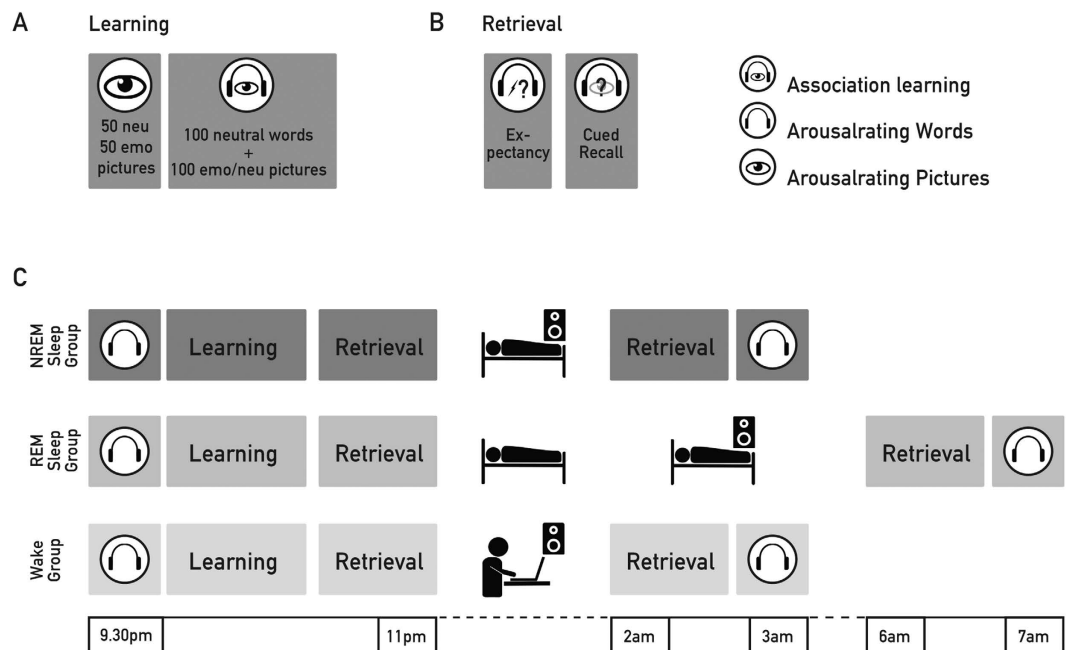 A
Learning
50 neu
50 emo
pictures
100 neutral words
+
100 emo/neu pictures
B
Retrieval
?
Ex-
pectancy
?
Cued
Recall
Association learning
Arousalrating Words
Arousalrating Pictures
C
NREM
Sleep
Group
Learning
Retrieval
Retrieval
REM
Sleep
Group
Learning
Retrieval
Retrieval
Wake
Group
Learning
Retrieval
Retrieval
9.30pm
11pm
2am
3am
6am
7am